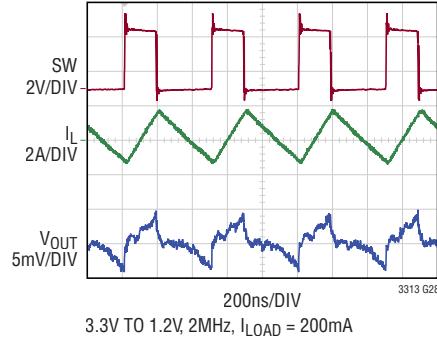 SW
2V/DIV
IL
2A/DIV
VOUT
5mV/DIV
200ns/DIV
3313 G28
3.3V TO 1.2V, 2MHz, ILOAD = 200mA